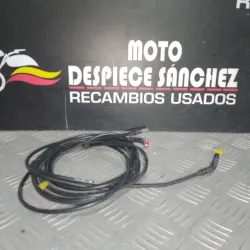 MOTO
DESPIECE SÁNCHEZ
RECAMBIOS USADOS